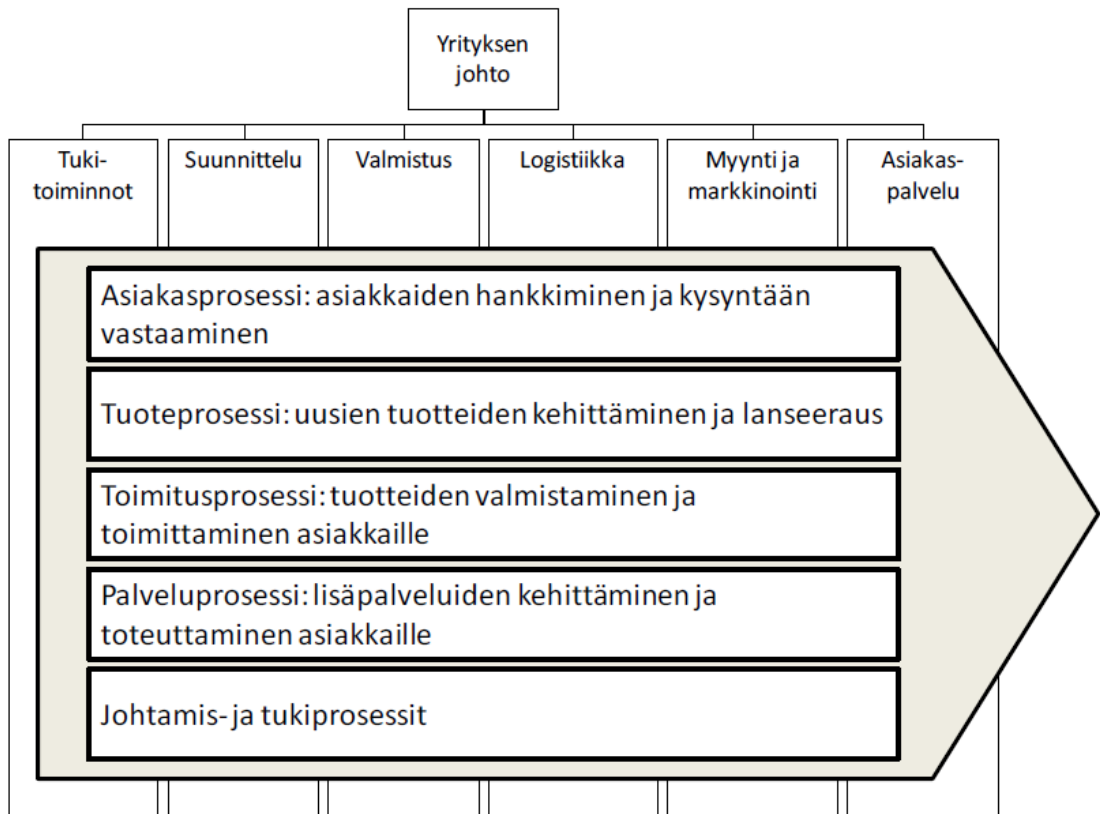 Yrityksen
johto
Tuki-
toiminnot
Suunnittelu
Valmistus
Logistiikka
Myynti ja
markkinointi
Asiakas-
palvelu
Asiakasprosessi: asiakkaiden hankkiminen ja kysyntään
vastaaminen
Tuoteprosessi: uusien tuotteiden kehittäminen ja lanseeraus
Toimitusprosessi: tuotteiden valmistaminen ja
toimittaminen asiakkaille
Palveluprosessi: lisäpalveluiden kehittäminen ja
toteuttaminen asiakkaille
Johtamis- ja tukiprosessit